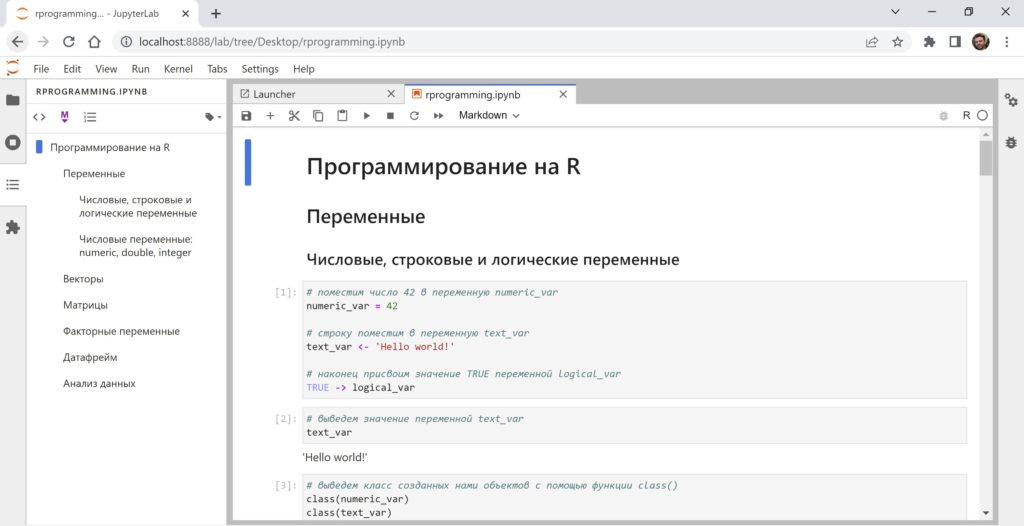 rprogramming... - JupyterLab
localhost:8888/lab/tree/Desktop/rprogramming.ipynb
File Edit View Run Kernel Tabs Settings Help
RPROGRAMMING.IPYNB
Программирование на R
Переменные
Числовые, строковые и
логические переменные
Числовые переменные:
numeric, double, integer
Векторы
Матрицы
Факторные переменные
Датафрейм
Анализ данных
Launcher
rprogramming.ipynb
Markdown
R
Программирование на R
Переменные
Числовые, строковые и логические переменные
[1]: # поместим число 42 в переменную numeric_var
numeric_var = 42
# строку поместим в переменную text_var
text_var <- 'Hello world!'
# наконец присвоим значение TRUE переменной logical_var
TRUE -> logical_var
[2]: # выведем значение переменной text_var
text_var
'Hello world!'
[3]: # выведем класс созданных нами объектов с помощью функции class()
class(numeric_var)
class(text_var)